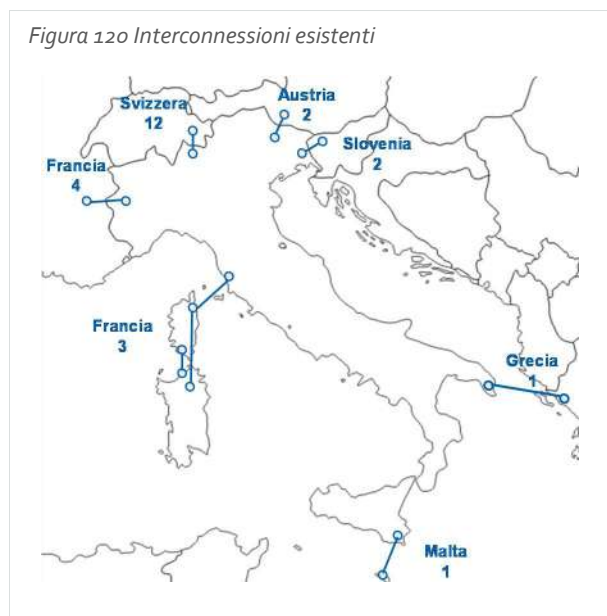 Figura 120 Interconnessioni esistenti
Austria
2
Svizzera
12
Slovenia
2
Francia
4
Francia
3
Grecia
1
Malta
1